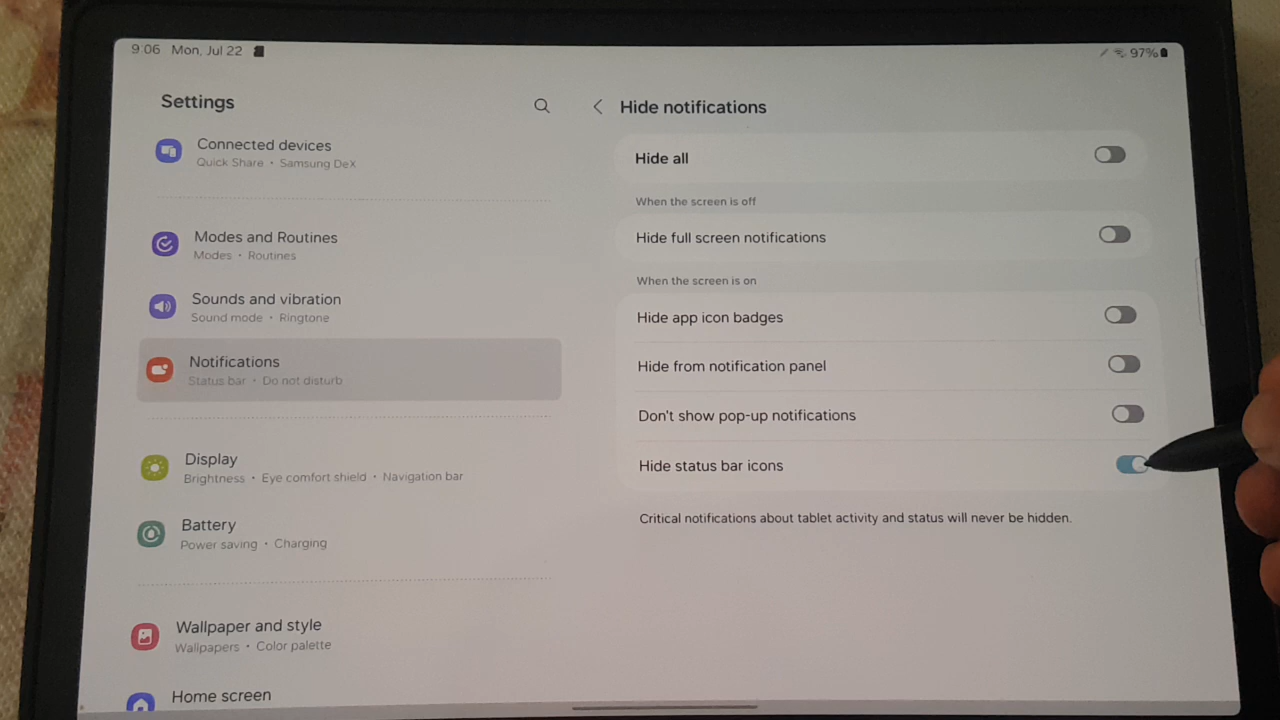 9:06 Mon, Jul 22
97%
Settings
Connected devices
Quick Share • Samsung DeX
Modes and Routines
Modes • Routines
Sounds and vibration
Sound mode • Ringtone
Notifications
Status bar • Do not disturb
Display
Brightness • Eye comfort shield • Navigation bar
Battery
Power saving • Charging
Wallpaper and style
Wallpapers • Color palette
Home screen
Hide notifications
Hide all
When the screen is off
Hide full screen notifications
When the screen is on
Hide app icon badges
Hide from notification panel
Don't show pop-up notifications
Hide status bar icons
Critical notifications about tablet activity and status will never be hidden.